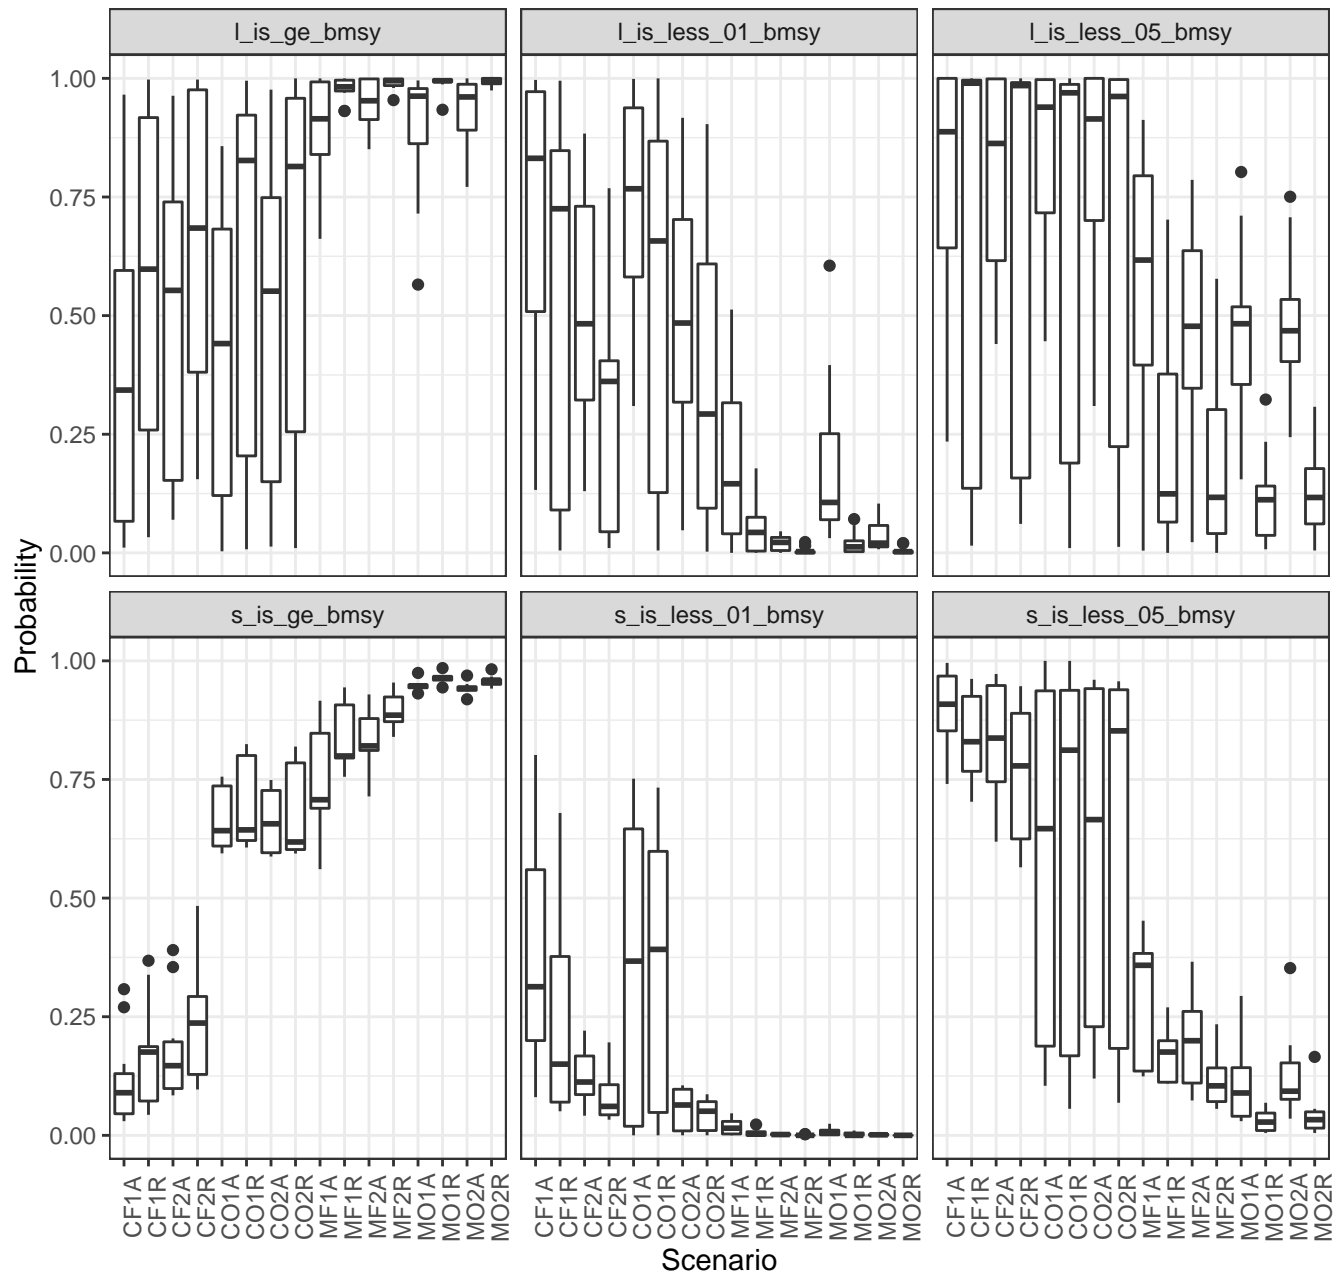 l_is_ge_bmsy l_is_less_01_bmsy l_is_less_05_bmsy
1.00
0.75
0.50
0.25
0.00
Probability
s_is_ge_bmsy s_is_less_01_bmsy s_is_less_05_bmsy
1.00
0.75
0.50
0.25
0.00
CF1A CF1R CF2A CF2R CO1A CO1R CO2A CO2R MF1A MF1R MF2A MF2R MO1A MO1R MO2A MO2R CF1A CF1R CF2A CF2R CO1A CO1R CO2A CO2R MF1A MF1R MF2A MF2R MO1A MO1R MO2A MO2R CF1A CF1R CF2A CF2R CO1A CO1R CO2A CO2R MF1A MF1R MF2A MF2R MO1A MO1R MO2A MO2R
Scenario